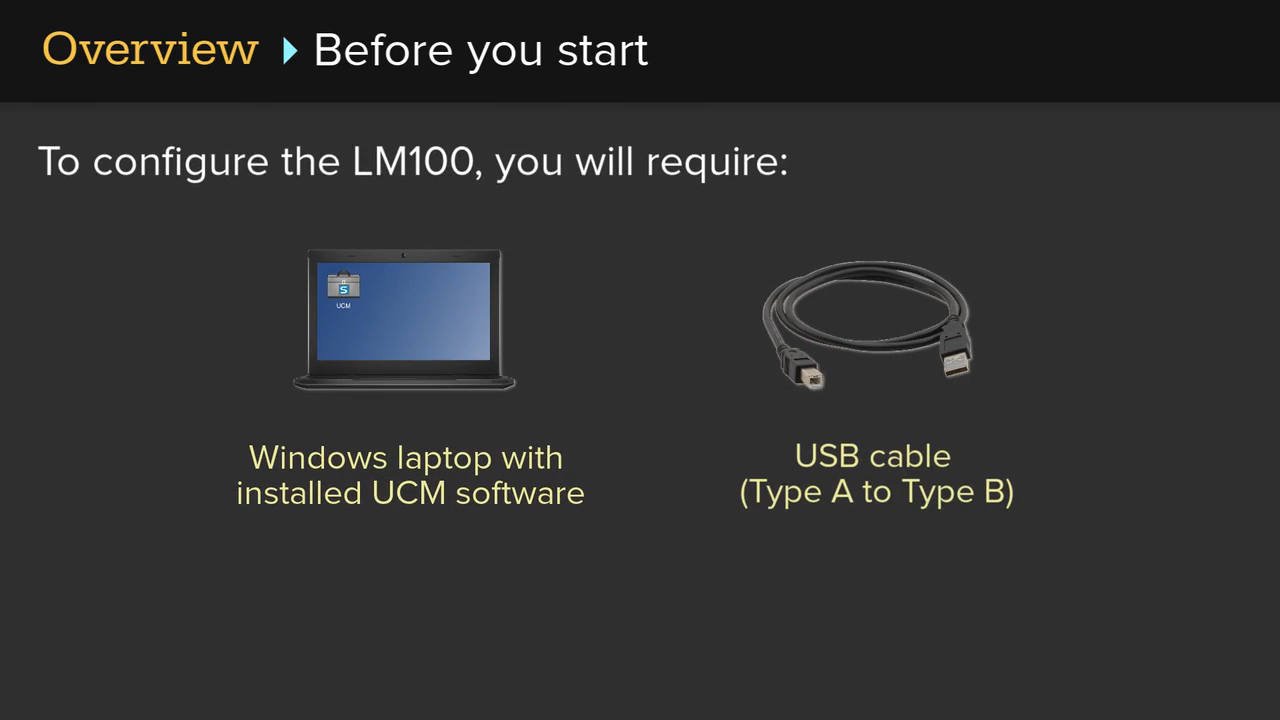 Overview Before you start
To configure the LM100, you will require:
S
UCM
Windows laptop with
installed UCM software
USB cable
(Type A to Type B)